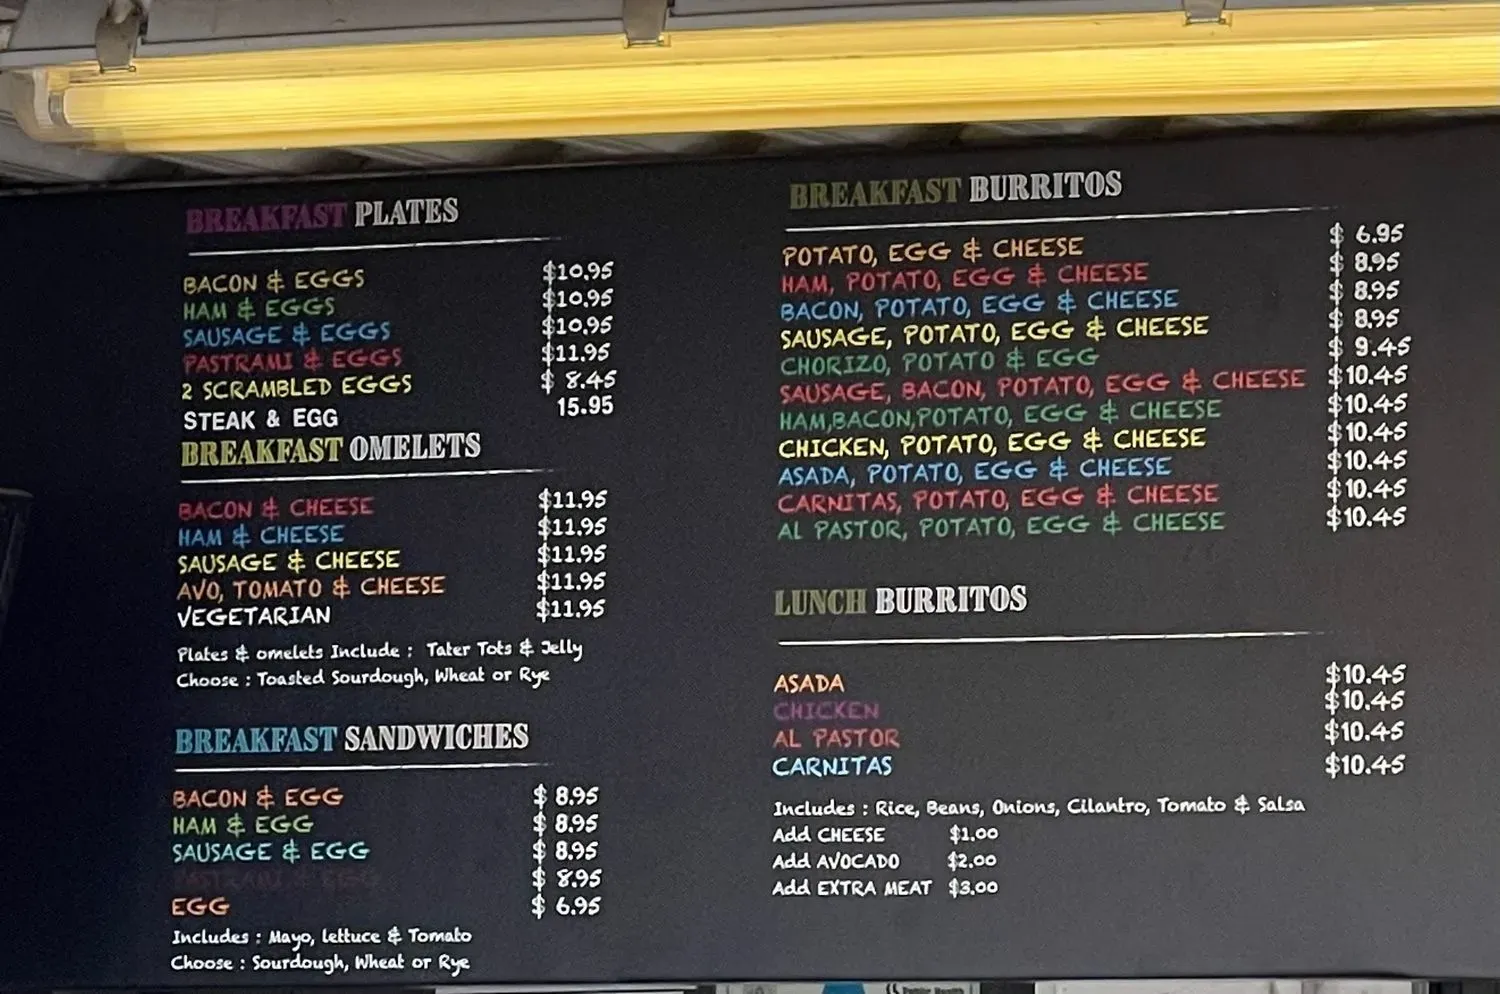 BREAKFAST PLATES
BACON & EGGS $10.95
HAM & EGGS $10.95
SAUSAGE & EGGS $10.95
PASTRAMI & EGGS $11.95
2 SCRAMBLED EGGS $ 8.45
STEAK & EGG 15.95
BREAKFAST OMELETS
BACON & CHEESE $11.95
HAM & CHEESE $11.95
SAUSAGE & CHEESE $11.95
AVO, TOMATO & CHEESE $11.95
VEGETARIAN $11.95
Plates & omelets Include : Tater Tots & Jelly
Choose : Toasted Sourdough, Wheat or Rye
BREAKFAST SANDWICHES
BACON & EGG $ 8.95
HAM & EGG $ 8.95
SAUSAGE & EGG $ 8.95
PASTRAMI & EGG $ 8.95
EGG $ 6.95
Includes : Mayo, lettuce & Tomato
Choose : Sourdough, Wheat or Rye
BREAKFAST BURRITOS
POTATO, EGG & CHEESE $ 6.95
HAM, POTATO, EGG & CHEESE $ 8.95
BACON, POTATO, EGG & CHEESE $ 8.95
SAUSAGE, POTATO, EGG & CHEESE $ 8.95
CHORIZO, POTATO & EGG $ 9.45
SAUSAGE, BACON, POTATO, EGG & CHEESE $10.45
HAM,BACON,POTATO, EGG & CHEESE $10.45
CHICKEN, POTATO, EGG & CHEESE $10.45
ASADA, POTATO, EGG & CHEESE $10.45
CARNITAS, POTATO, EGG & CHEESE $10.45
AL PASTOR, POTATO, EGG & CHEESE $10.45
LUNCH BURRITOS
ASADA $10.45
CHICKEN $10.45
AL PASTOR $10.45
CARNITAS $10.45
Includes : Rice, Beans, Onions, Cilantro, Tomato & Salsa
Add CHEESE $1.00
Add AVOCADO $2.00
Add EXTRA MEAT $3.00
Public Health